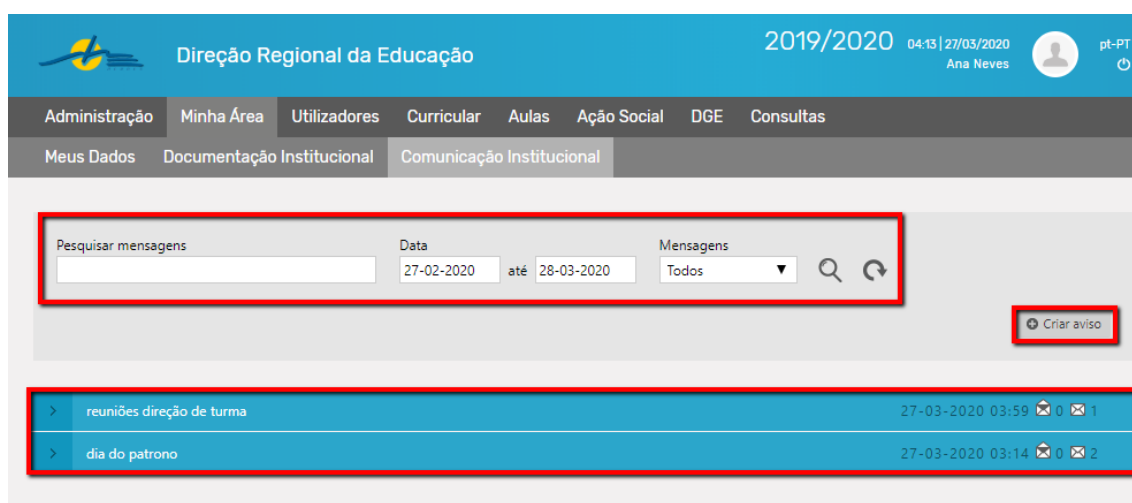 Direção Regional da Educação
2019/2020
04:13 | 27/03/2020
Ana Neves
pt-PT
Administração Minha Área Utilizadores Curricular Aulas Ação Social DGE Consultas
Meus Dados Documentação Institucional Comunicação Institucional
Pesquisar mensagens Data Mensagens
27-02-2020 até 28-03-2020 Todos
Criar aviso
reuniões direção de turma 27-03-2020 03:59 0 1
dia do patrono 27-03-2020 03:14 0 2